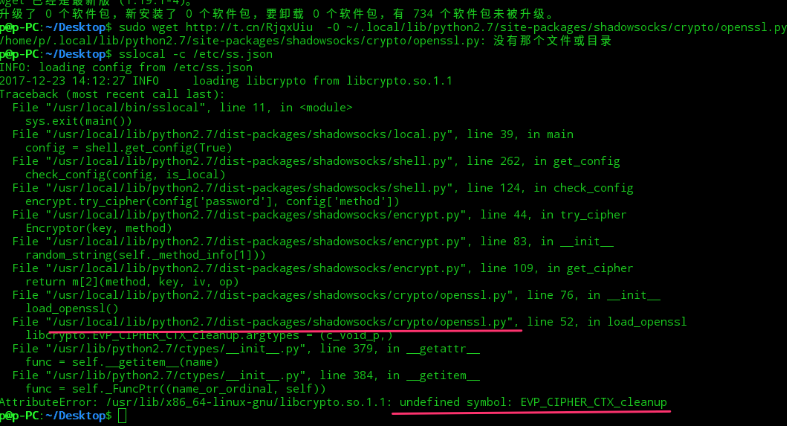 wget 已经是最新版 (1.19.1-4)。
升级了 0 个软件包，新安装了 0 个软件包，要卸载 0 个软件包，有 734 个软件包未被升级。
p@p-PC:~/Desktop$ sudo wget http://t.cn/RjqxUiu  -O ~/.local/lib/python2.7/site-packages/shadowsocks/crypto/openssl.py
/home/p/.local/lib/python2.7/site-packages/shadowsocks/crypto/openssl.py: 没有那个文件或目录
p@p-PC:~/Desktop$ sslocal -c /etc/ss.json
INFO: loading config from /etc/ss.json
2017-12-23 14:12:27 INFO     loading libcrypto from libcrypto.so.1.1
Traceback (most recent call last):
  File "/usr/local/bin/sslocal", line 11, in <module>
    sys.exit(main())
  File "/usr/local/lib/python2.7/dist-packages/shadowsocks/local.py", line 39, in main
    config = shell.get_config(True)
  File "/usr/local/lib/python2.7/dist-packages/shadowsocks/shell.py", line 262, in get_config
    check_config(config, is_local)
  File "/usr/local/lib/python2.7/dist-packages/shadowsocks/shell.py", line 124, in check_config
    encrypt.try_cipher(config['password'], config['method'])
  File "/usr/local/lib/python2.7/dist-packages/shadowsocks/encrypt.py", line 44, in try_cipher
    Encryptor(key, method)
  File "/usr/local/lib/python2.7/dist-packages/shadowsocks/encrypt.py", line 83, in __init__
    random_string(self._method_info[1]))
  File "/usr/local/lib/python2.7/dist-packages/shadowsocks/encrypt.py", line 109, in get_cipher
    return m[2](method, key, iv, op)
  File "/usr/local/lib/python2.7/dist-packages/shadowsocks/crypto/openssl.py", line 76, in __init__
    load_openssl()
  File "/usr/local/lib/python2.7/dist-packages/shadowsocks/crypto/openssl.py", line 52, in load_openssl
    libcrypto.EVP_CIPHER_CTX_cleanup.argtypes = (c_void_p,)
  File "/usr/lib/python2.7/ctypes/__init__.py", line 379, in __getattr__
    func = self.__getitem__(name)
  File "/usr/lib/python2.7/ctypes/__init__.py", line 384, in __getitem__
    func = self._FuncPtr((name_or_ordinal, self))
AttributeError: /usr/lib/x86_64-linux-gnu/libcrypto.so.1.1: undefined symbol: EVP_CIPHER_CTX_cleanup
p@p-PC:~/Desktop$